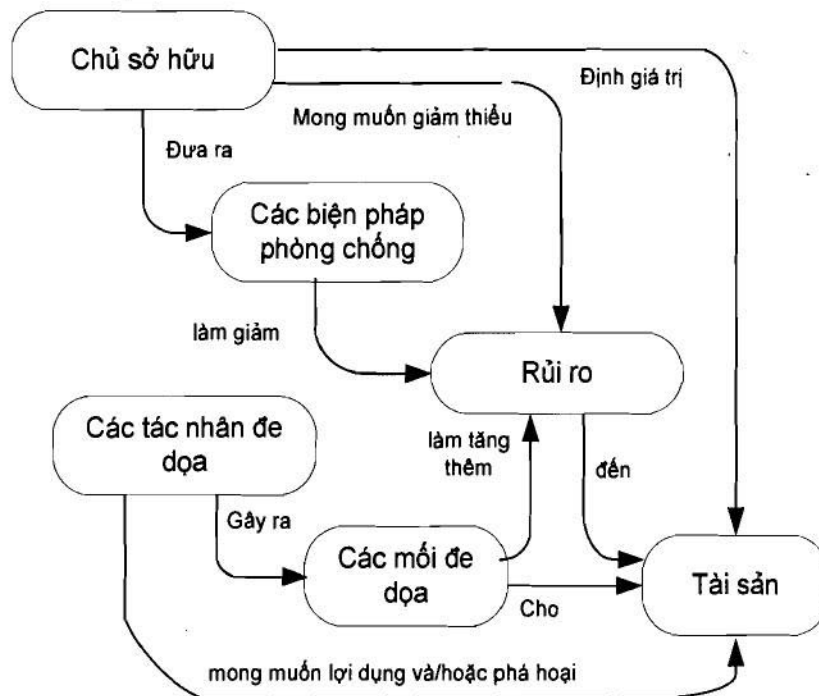 Chủ sở hữu
Định giá trị
Mong muốn giảm thiểu
Đưa ra
Các biện pháp
phòng chống
làm giảm
Rủi ro
Các tác nhân đe
dọa
làm tăng
thêm
đến
Gây ra
Các mối đe
dọa
Cho
Tài sản
mong muốn lợi dụng và/hoặc phá hoại